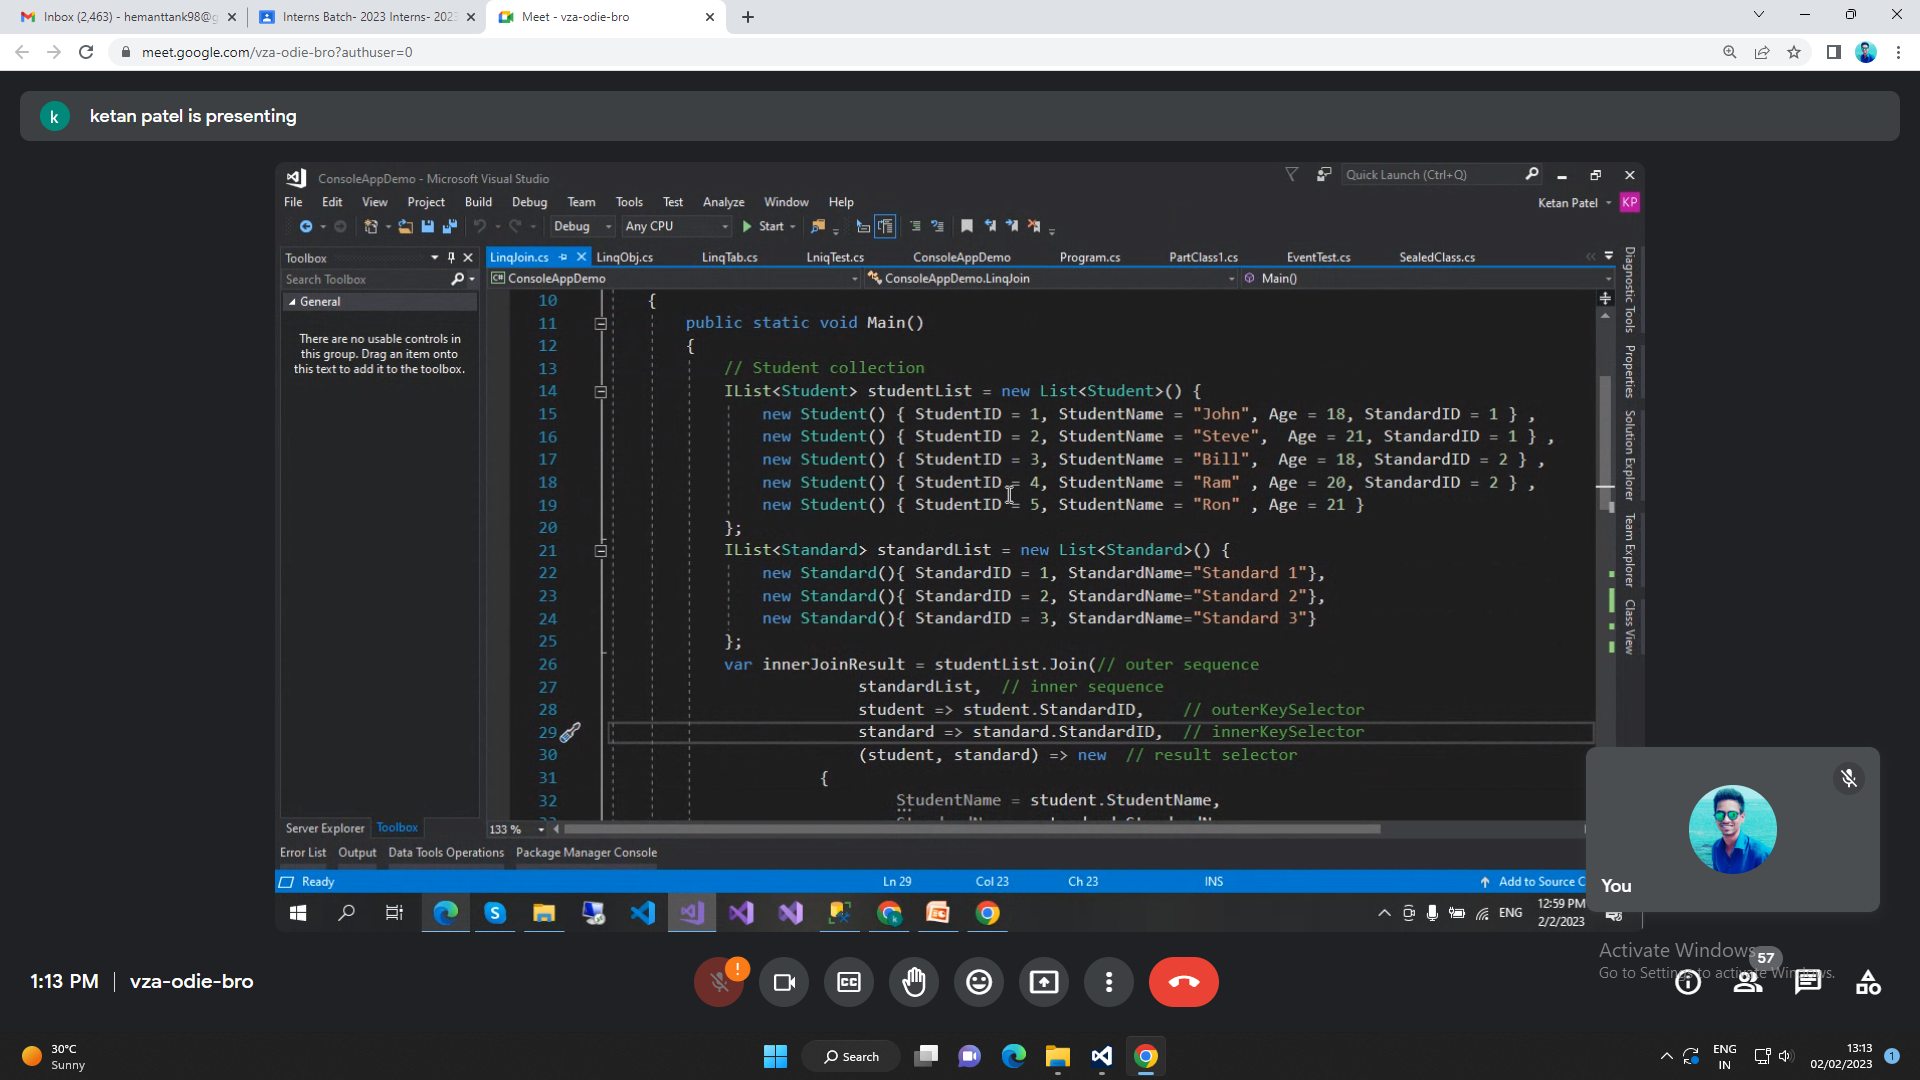 Inbox (2,463) - hemanttank98@g
Interns Batch- 2023 Interns- 2023
Meet - vza-odie-bro
meet.google.com/vza-odie-bro?authuser=0
k
ketan patel is presenting
ConsoleAppDemo - Microsoft Visual Studio
Quick Launch (Ctrl+Q)
File Edit View Project Build Debug Team Tools Test Analyze Window Help
Ketan Patel KP
Debug Any CPU Start
Toolbox
Search Toolbox
General
There are no usable controls in
this group. Drag an item onto
this text to add it to the toolbox.
LinqJoin.cs LinqObj.cs LinqTab.cs LniqTest.cs ConsoleAppDemo Program.cs PartClass1.cs EventTest.cs SealedClass.cs
ConsoleAppDemo ConsoleAppDemo.LinqJoin Main()
10 {
11 public static void Main()
12 {
13 // Student collection
14 IList<Student> studentList = new List<Student>() {
15 new Student() { StudentID = 1, StudentName = "John", Age = 18, StandardID = 1 } ,
16 new Student() { StudentID = 2, StudentName = "Steve", Age = 21, StandardID = 1 } ,
17 new Student() { StudentID = 3, StudentName = "Bill", Age = 18, StandardID = 2 } ,
18 new Student() { StudentID = 4, StudentName = "Ram" , Age = 20, StandardID = 2 } ,
19 new Student() { StudentID = 5, StudentName = "Ron" , Age = 21 }
20 };
21 IList<Standard> standardList = new List<Standard>() {
22 new Standard(){ StandardID = 1, StandardName="Standard 1"},
23 new Standard(){ StandardID = 2, StandardName="Standard 2"},
24 new Standard(){ StandardID = 3, StandardName="Standard 3"}
25 };
26 var innerJoinResult = studentList.Join(// outer sequence
27 standardList, // inner sequence
28 student => student.StandardID, // outerKeySelector
29 standard => standard.StandardID, // innerKeySelector
30 (student, standard) => new // result selector
31 {
32 StudentName = student.StudentName,
Diagnostic Tools
Properties
Solution Explorer
Team Explorer
Class View
Server Explorer Toolbox
133 %
Error List Output Data Tools Operations Package Manager Console
Ready Ln 29 Col 23 Ch 23 INS Add to Source C
ENG
12:59 PM
2/2/2023
You
Activate Windows
Go to Settings to activate Windows.
1:13 PM | vza-odie-bro
57
30°C
Sunny
Search
ENG
IN
13:13
02/02/2023
1